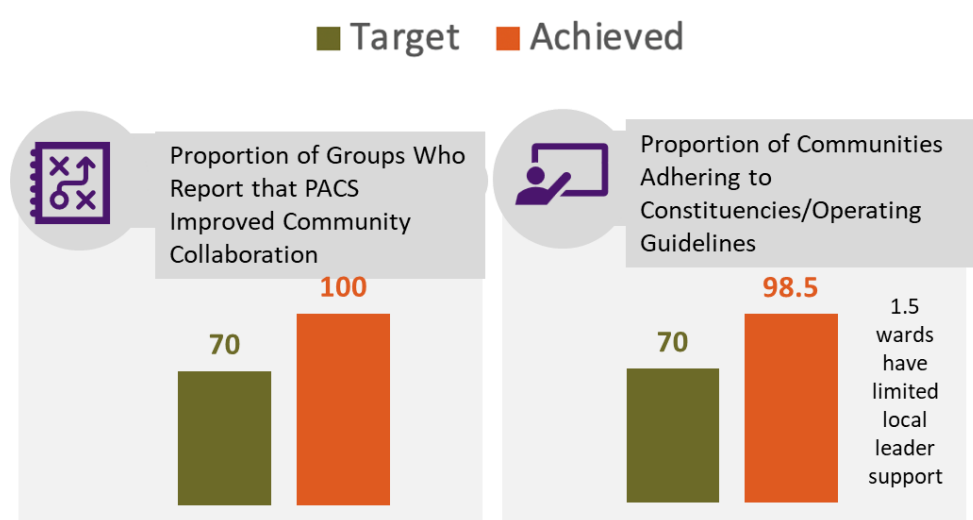 Target Achieved
Proportion of Groups Who
Report that PACS
Improved Community
Collaboration
100
70
Proportion of Communities
Adhering to
Constituencies/Operating
Guidelines
98.5
70
1.5
wards
have
limited
local
leader
support